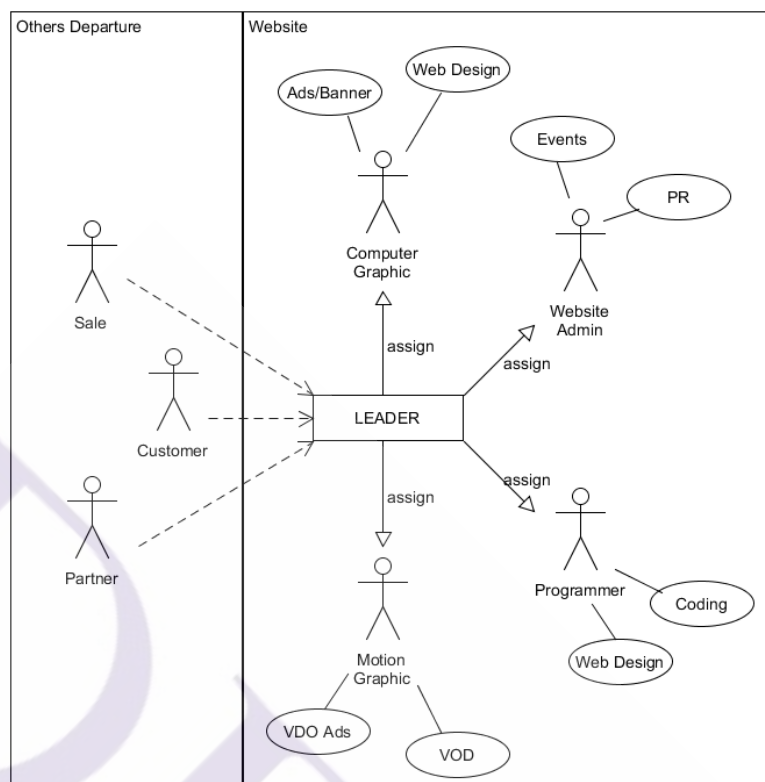 Others Departure
Website
Web Design
Ads/Banner
Events
PR
Computer
Graphic
Sale
Website
Admin
assign
assign
LEADER
Customer
assign
assign
Partner
Programmer
Coding
Motion
Graphic
Web Design
VDO Ads
VOD